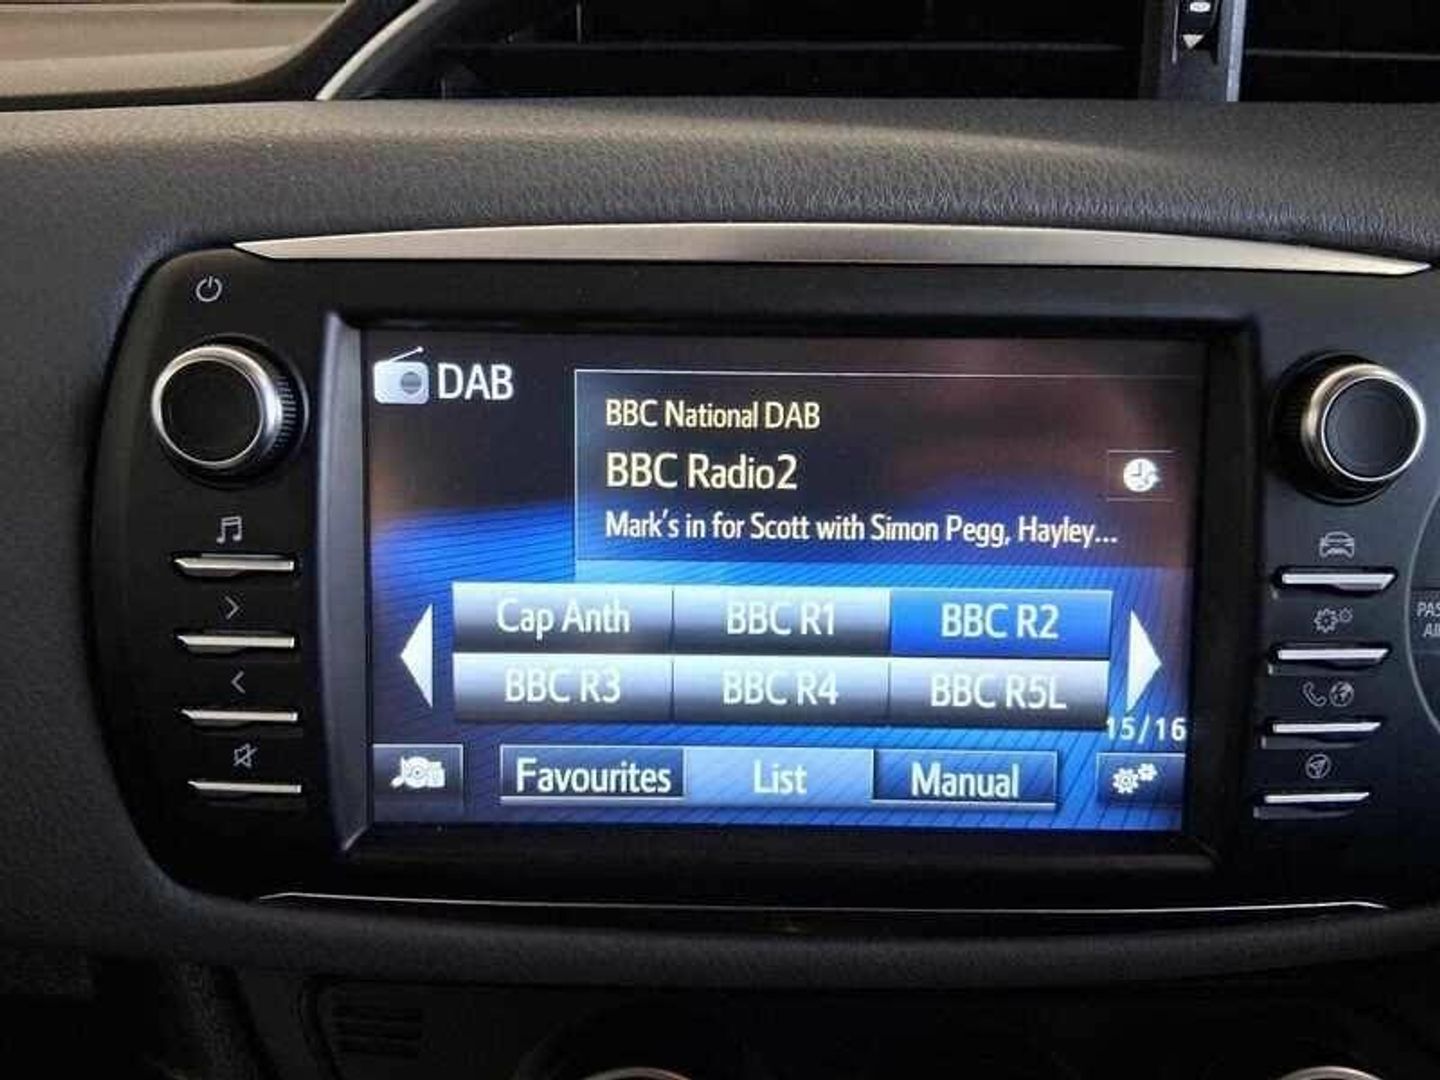 DAB
BBC National DAB
BBC Radio2
Mark's in for Scott with Simon Pegg, Hayley...
Cap Anth BBC R1 BBC R2
BBC R3 BBC R4 BBC R5L
15/16
Favourites List Manual